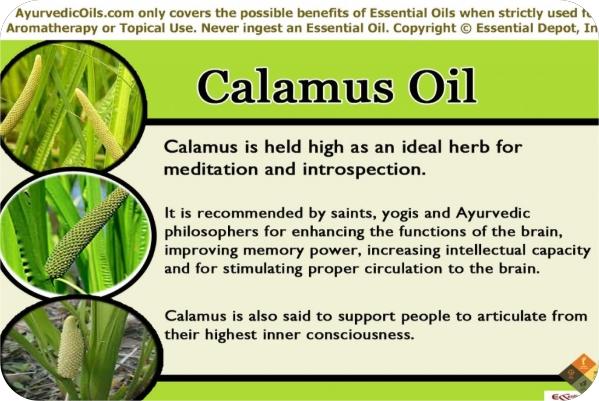 AyurvedicOils.com only covers the possible benefits of Essential Oils when strictly used
Aromatherapy or Topical Use. Never ingest an Essential Oil. Copyright © Essential Depot,
Calamus Oil
Calamus is held high as an ideal herb for
meditation and introspection.
It is recommended by saints, yogis and Ayurvedic
philosophers for enhancing the functions of the brain,
improving memory power, increasing intellectual capacity
and for stimulating proper circulation to the brain.
Calamus is also said to support people to articulate from
their highest inner consciousness.